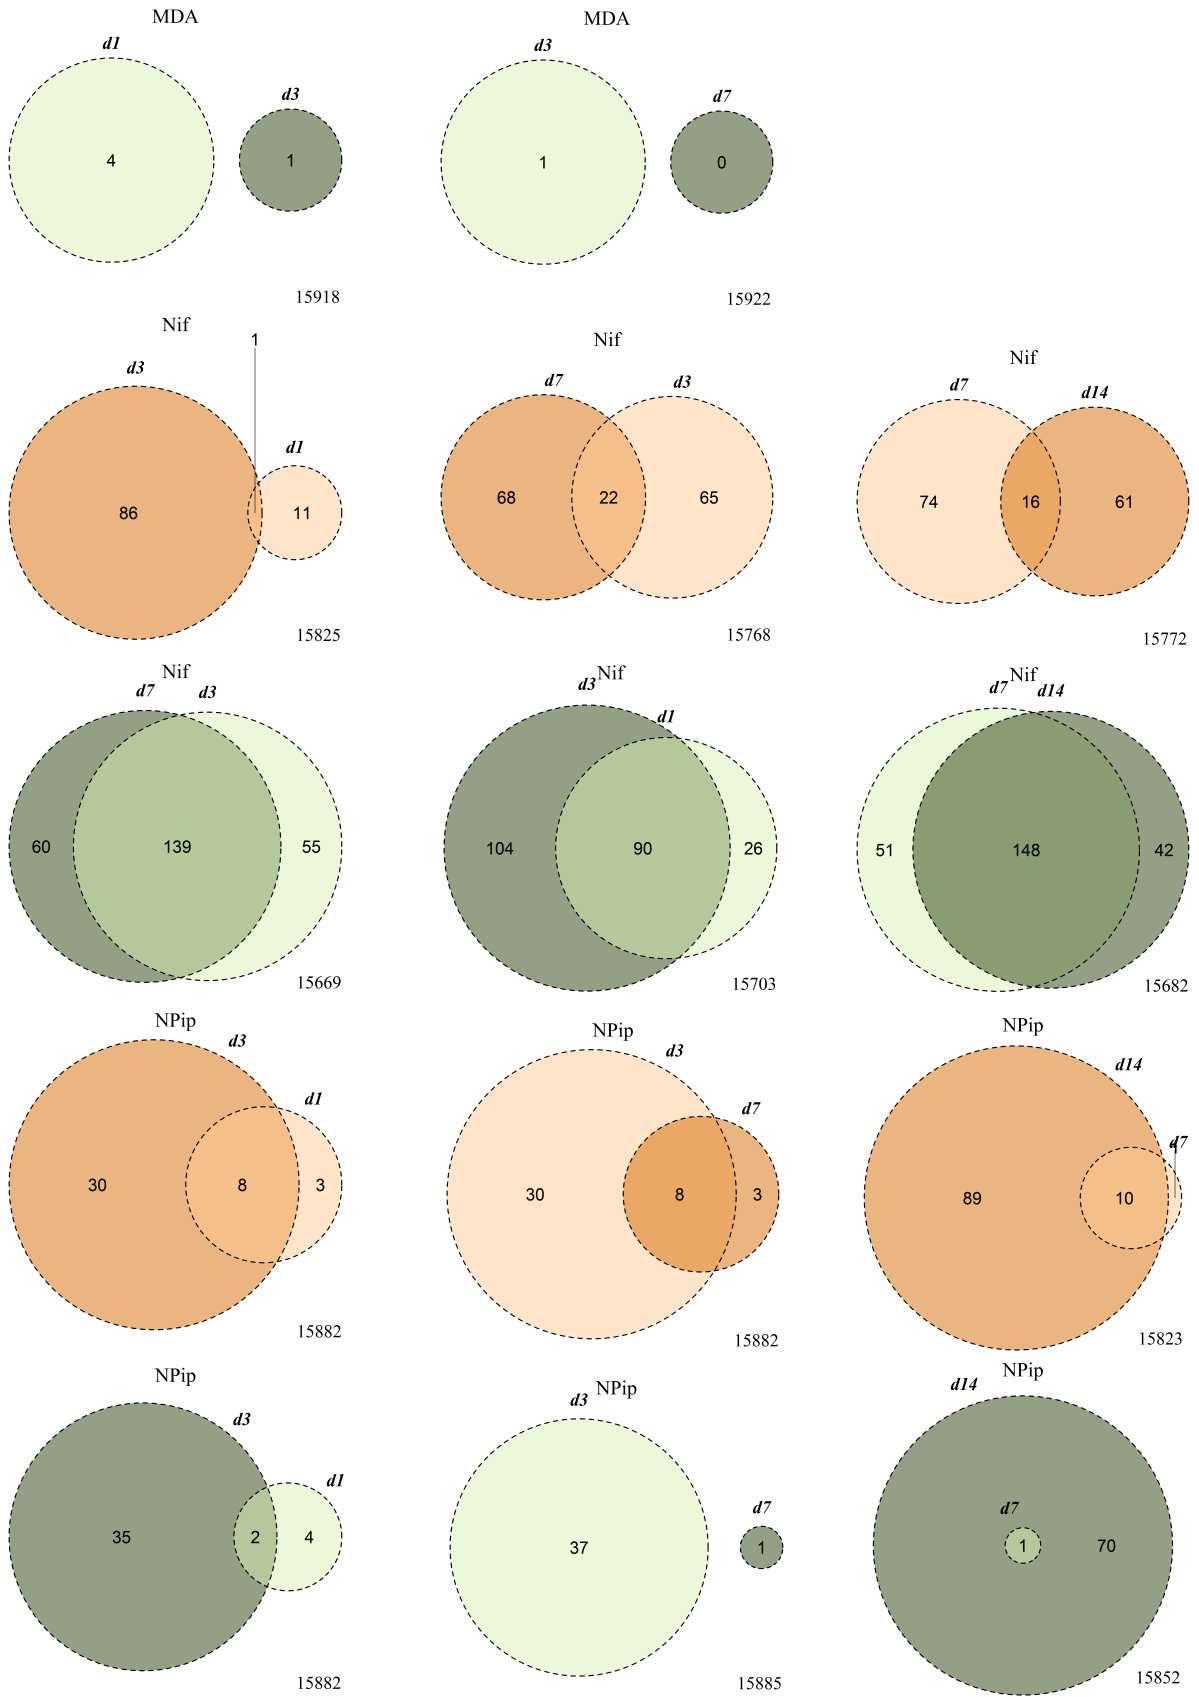 MDA
d1
d3
4
1
15918
MDA
d3
d7
1
0
15922
Nif
1
d3
d1
86
11
15825
Nif
d7
d3
68
22
65
15768
Nif
d7
d14
74
16
61
15772
Nif
d7
d3
60
139
55
15669
Nif
d3
d1
104
90
26
15703
Nif
d7
d14
51
148
42
15682
NPip
d3
d1
30
8
3
15882
NPip
d3
d7
30
8
3
15882
NPip
d14
d7
89
10
15823
NPip
d3
d1
35
2
4
15882
NPip
d3
d7
37
1
15885
NPip
d14
d7
1
70
15852